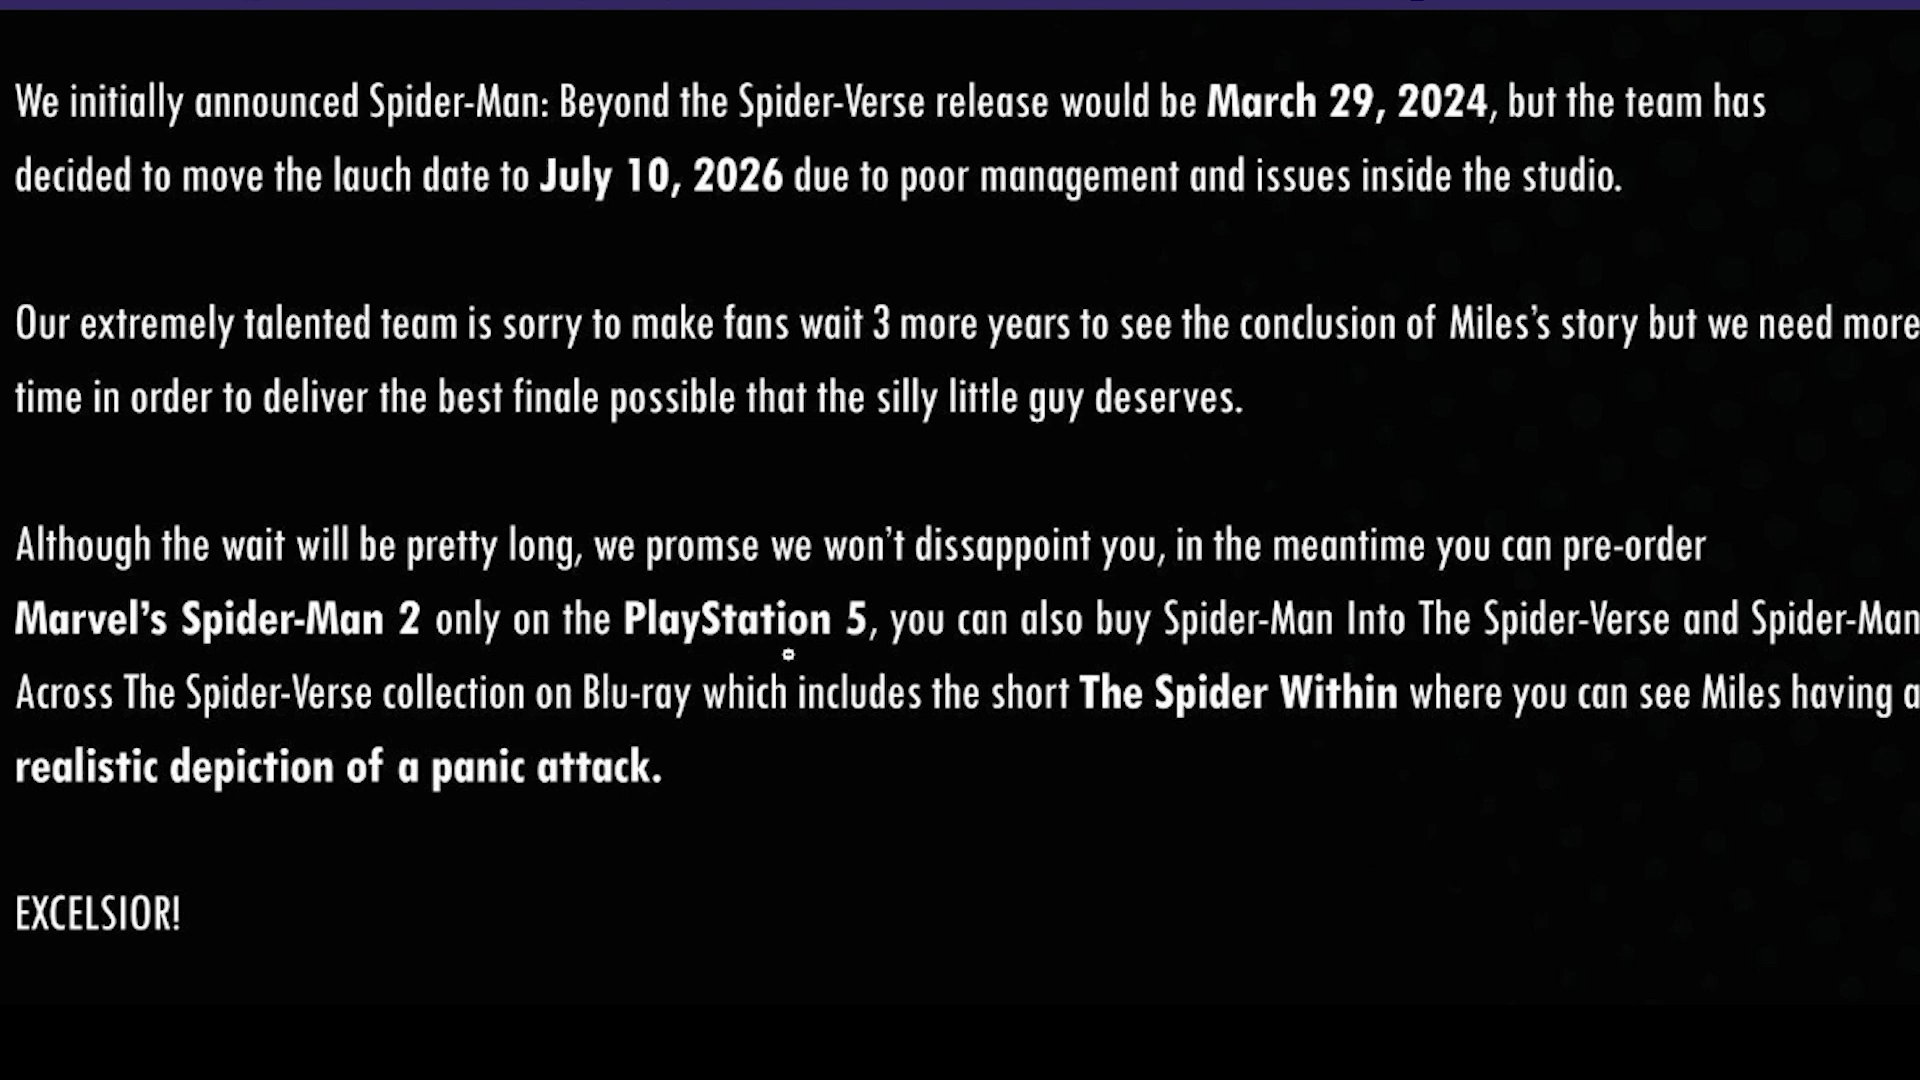 We initially announced Spider-Man: Beyond the Spider-Verse release would be March 29, 2024, but the team has
decided to move the lauch date to July 10, 2026 due to poor management and issues inside the studio.
Our extremely talented team is sorry to make fans wait 3 more years to see the conclusion of Miles’s story but we need more
time in order to deliver the best finale possible that the silly little guy deserves.
Although the wait will be pretty long, we promse we won’t dissappoint you, in the meantime you can pre-order
Marvel’s Spider-Man 2 only on the PlayStation 5, you can also buy Spider-Man Into The Spider-Verse and Spider-Man
Across The Spider-Verse collection on Blu-ray which includes the short The Spider Within where you can see Miles having a
realistic depiction of a panic attack.
EXCELSIOR!